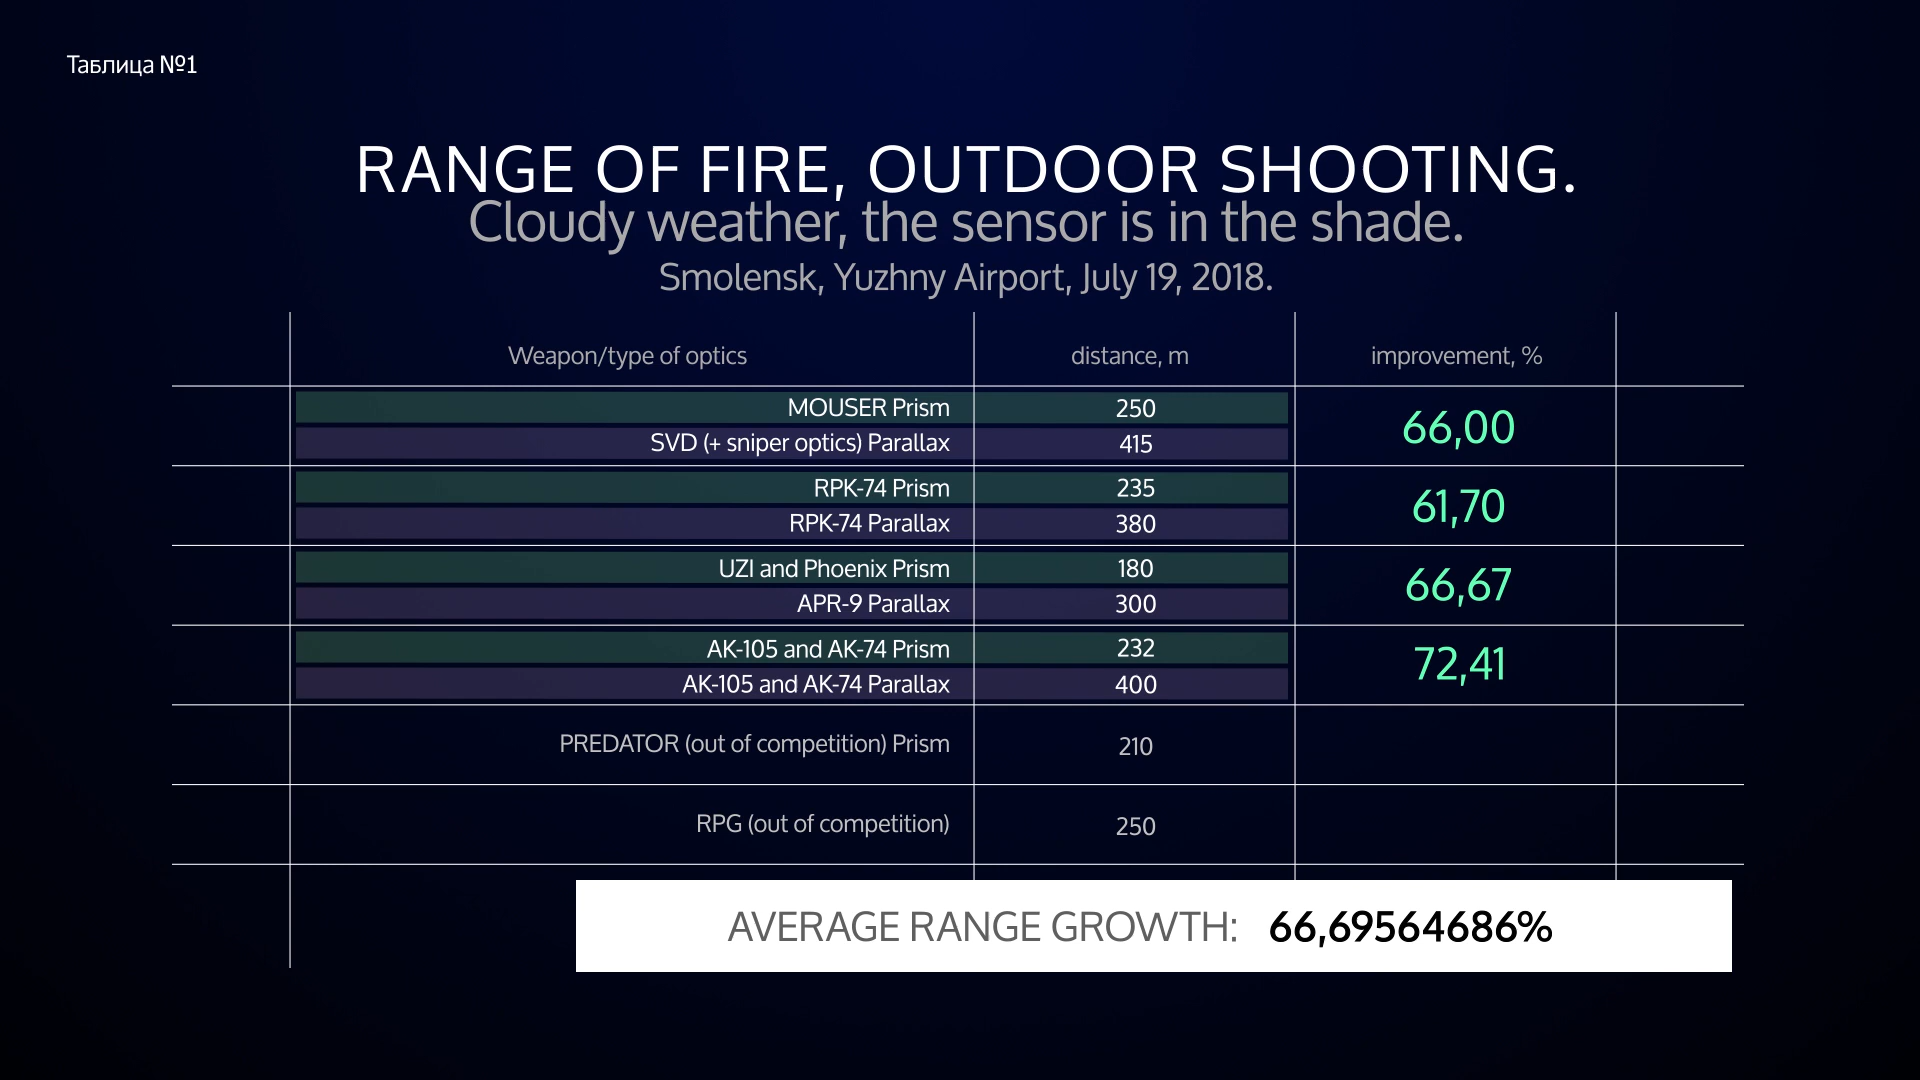 Таблица №1
RANGE OF FIRE, OUTDOOR SHOOTING.
Cloudy weather, the sensor is in the shade.
Smolensk, Yuzhny Airport, July 19, 2018.
Weapon/type of optics distance, m improvement, %
MOUSER Prism 250
66,00
SVD (+ sniper optics) Parallax 415
RPK-74 Prism 235
61,70
RPK-74 Parallax 380
UZI and Phoenix Prism 180
66,67
APR-9 Parallax 300
AK-105 and AK-74 Prism 232
72,41
AK-105 and AK-74 Parallax 400
PREDATOR (out of competition) Prism 210
RPG (out of competition) 250
AVERAGE RANGE GROWTH: 66,69564686%